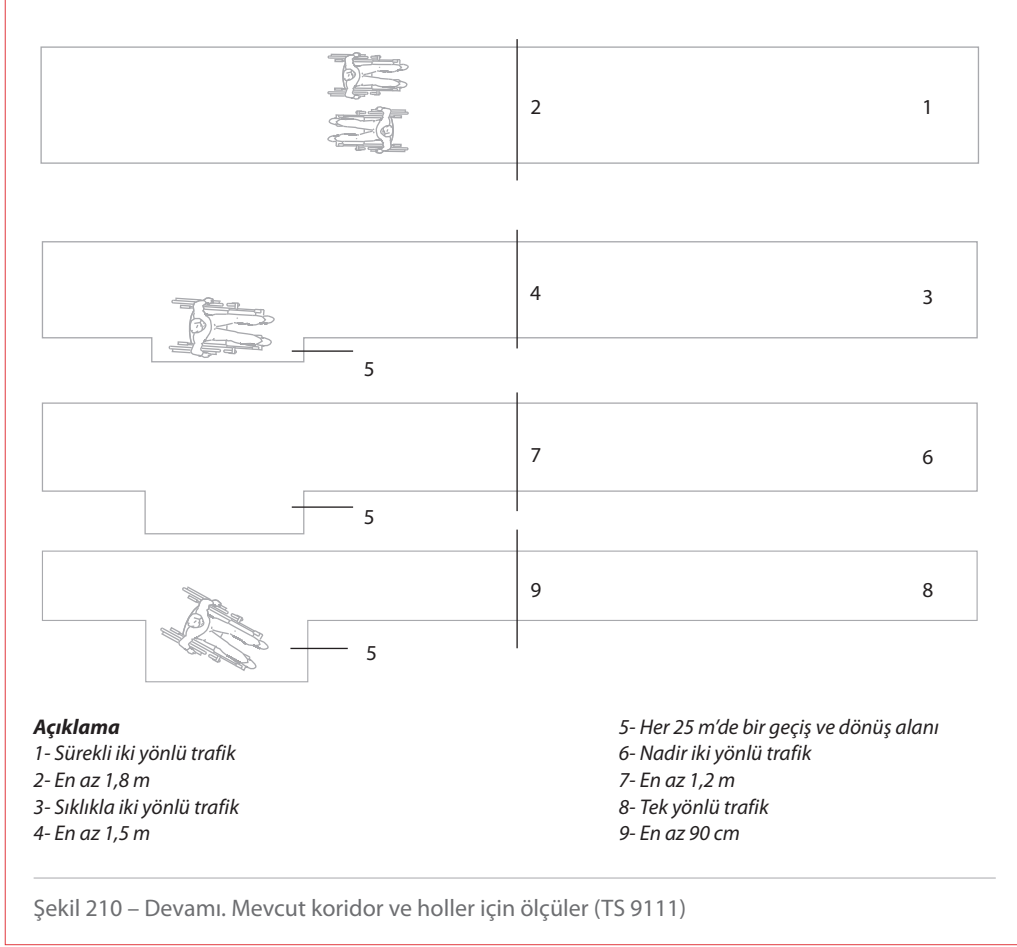 2
1
4
3
5
7
6
5
9
8
5
Açıklama
1- Sürekli iki yönlü trafik
2- En az 1,8 m
3- Sıklıkla iki yönlü trafik
4- En az 1,5 m
5- Her 25 m’de bir geçiş ve dönüş alanı
6- Nadir iki yönlü trafik
7- En az 1,2 m
8- Tek yönlü trafik
9- En az 90 cm
Şekil 210 – Devamı. Mevcut koridor ve holler için ölçüler (TS 9111)